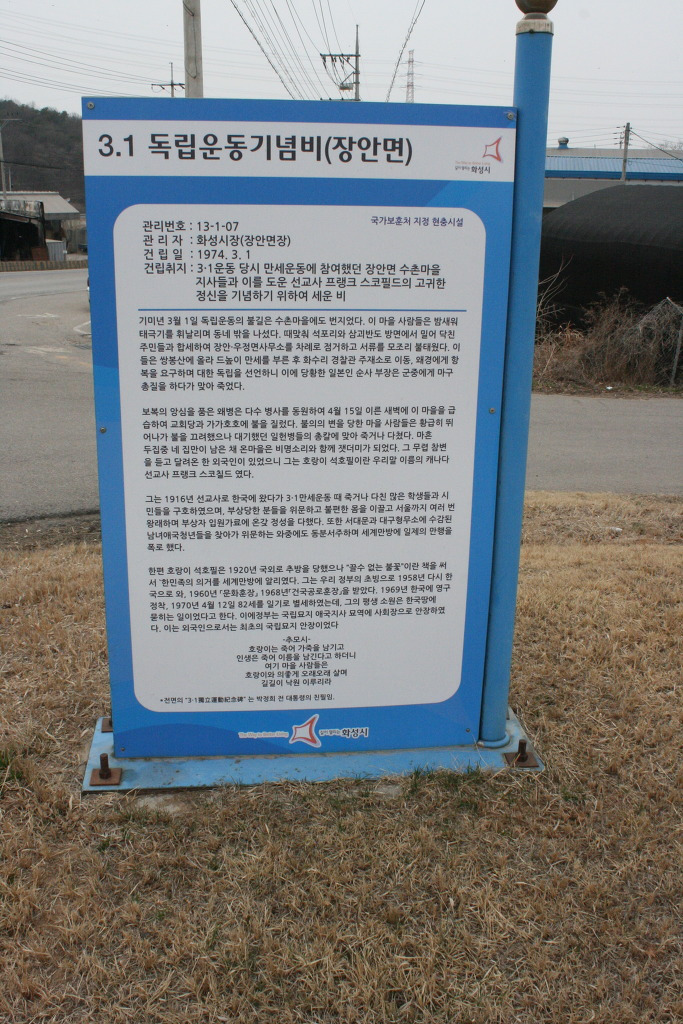 3.1 독립운동기념비(장안면)
화성시
국가보훈처 지정 현충시설
관리번호 : 13-1-07
관 리 자 : 화성시장(장안면장)
건 립 일 : 1974. 3. 1
건립취지 : 3·1운동 당시 만세운동에 참여했던 장안면 수촌마을
지사들과 이를 도운 선교사 프랭크 스코필드의 고귀한
정신을 기념하기 위하여 세운 비
기미년 3월 1일 독립운동의 불길은 수촌마을에도 번지었다. 이 마을 사람들은 밤새워
태극기를 휘날리며 동네 밖을 나섰다. 때맞춰 석포리와 삼괴반도 방면에서 밀어 닥친
주민들과 합세하여 장안·우정면사무소를 차례로 점거하고 서류를 모조리 불태웠다. 이
들은 쌍봉산에 올라 드높이 만세를 부른 후 화수리 경찰관 주재소로 이동, 왜경에게 항
복을 요구하며 대한 독립을 선언하니 이에 당황한 일본인 순사 부장은 군중에게 마구
총질을 하다가 맞아 죽었다.
보복의 앙심을 품은 왜병은 다수 병사를 동원하여 4월 15일 이른 새벽에 이 마을을 급
습하여 교회당과 가가호호에 불을 질렀다. 불의의 변을 당한 마을 사람들은 황급히 뛰
어나가 불을 끄려했으나 대기했던 일헌병들의 총칼에 맞아 죽거나 다쳤다. 마흔
두집중 네 집만이 남은 채 온마을은 비명소리와 함께 잿더미가 되었다. 그 무렵 참변
을 듣고 달려온 한 외국인이 있었으니 그는 호랑이 석호필이란 우리말 이름의 캐나다
선교사 프랭크 스코칠드 였다.
그는 1916년 선교사로 한국에 왔다가 3·1만세운동 때 죽거나 다친 많은 학생들과 시
민들을 구호하였으며, 부상당한 분들을 위문하고 불편한 몸을 이끌고 서울까지 여러 번
왕래하며 부상자 입원가료에 온갖 정성을 다했다. 또한 서대문과 대구형무소에 수감된
남녀애국청년들을 찾아가 위문하는 와중에도 동분서주하며 세계만방에 일제의 만행을
폭로 했다.
한편 호랑이 석호필은 1920년 국외로 추방을 당했으나 "끌수 없는 불꽃"이란 책을 써
서 '한민족의 의거를 세계만방에 알리었다. 그는 우리 정부의 초빙으로 1958년 다시 한
국으로 와, 1960년 「문화훈장」 1968년「건국공로훈장」을 받았다. 1969년 한국에 영구
정착, 1970년 4월 12일 82세를 일기로 별세하였는데, 그의 평생 소원은 한국땅에
묻히는 일이었다고 한다. 이에정부는 국립묘지 애국지사 묘역에 사회장으로 안장하였
다. 이는 외국인으로서는 최초의 국립묘지 안장이었다
-추모시-
호랑이는 죽어 가죽을 남기고
인생은 죽어 이름을 남긴다고 하더니
여기 마을 사람들은
호랑이와 의좋게 오래오래 살며
길길이 낙원 이루리라
*전면의 "3·1獨立運動紀念碑" 는 박정희 전 대통령의 친필임.
화성시